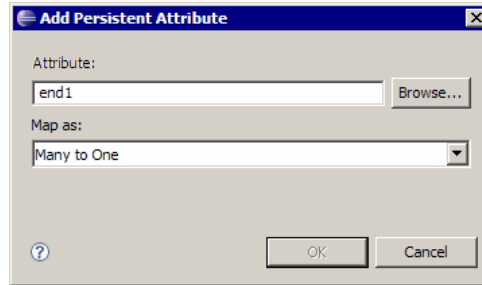 Add Persistent Attribute
Attribute:
end1 Browse...
Map as:
Many to One
? OK Cancel